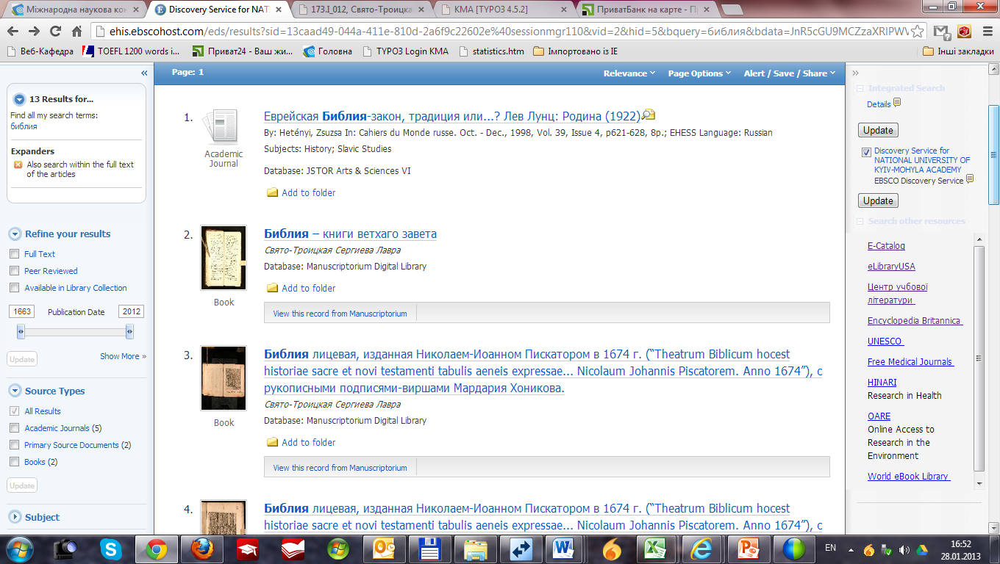 Міжнародна наукова кон
Discovery Service for NAT
173.I_012, Свято-Троицка
KMA [TYPO3 4.5.2]
ПриватБанк на карте - П
ehis.ebscohost.com/eds/results?sid=13caad49-044a-411e-810d-2a6f9c22602e%40sessionmgr110&vid=2&hid=5&bquery=библия&bdata=JnR5cGU9MCZzaXRlPW
Веб-Кафедра
TOEFL 1200 words i...
Приват24 - Ваш жи...
Головна
TYPO3 Login KMA
statistics.htm
Імпортовано із IE
Інші закладки
«
13 Results for...
Find all my search terms:
библия
Expanders
Also search within the full text
of the articles
Refine your results
Full Text
Peer Reviewed
Available in Library Collection
1663 Publication Date 2012
Update
Show More »
Source Types
All Results
Academic Journals (5)
Primary Source Documents (2)
Books (2)
Update
Subject
Page: 1
Relevance
Page Options
Alert / Save / Share
1.
Academic
Journal
Еврейская Библия-закон, традиция или...? Лев Лунц: Родина (1922)
By: Hetényi, Zsuzsa In: Cahiers du Monde russe. Oct. - Dec., 1998, Vol. 39, Issue 4, p621-628, 8p.; EHESS Language: Russian
Subjects: History; Slavic Studies
Database: JSTOR Arts & Sciences VI
Add to folder
2.
Book
Библия – книги ветхаго завета
Свято-Троицкая Сергиева Лавра
Database: Manuscriptorium Digital Library
Add to folder
View this record from Manuscriptorium
3.
Book
Библия лицевая, изданная Николаем-Иоанном Пискатором в 1674 г. (“Theatrum Biblicum hocest
historiae sacre et novi testamenti tabulis aeneis expressae... Nicolaum Johannis Piscatorem. Anno 1674”), с
рукописными подписями-виршами Мардария Хоникова.
Свято-Троицкая Сергиева Лавра
Database: Manuscriptorium Digital Library
Add to folder
View this record from Manuscriptorium
4.
Библия лицевая, изданная Николаем-Иоанном Пискатором в 1674 г. (“Theatrum Biblicum hocest
historiae sacre et novi testamenti tabulis aeneis expressae... Nicolaum Johannis Piscatorem. Anno 1674”), с
»
Integrated Search
Details
Update
Discovery Service for
NATIONAL UNIVERSITY OF
KYIV-MOHYLA ACADEMY
EBSCO Discovery Service
Update
Search other resources
E-Catalog
eLibraryUSA
Центр учбової
літератури
Encyclopedia Britannica
UNESCO
Free Medical Journals
HINARI
Research in Health
OARE
Online Access to
Research in the
Environment
World eBook Library
EN
16:52
28.01.2013